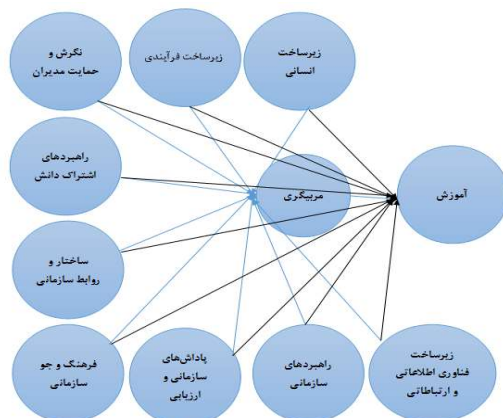 زیرساخت
انسانی
زیرساخت فرآیندی
نگرش و
حمایت مدیران
راهبردهای
اشتراک دانش
مربیگری
آموزش
ساختار و
روابط سازمانی
فرهنگ و جو
سازمانی
پاداش‌های
سازمانی و
ارزیابی
راهبردهای
سازمانی
زیرساخت
فناوری اطلاعاتی
و ارتباطاتی